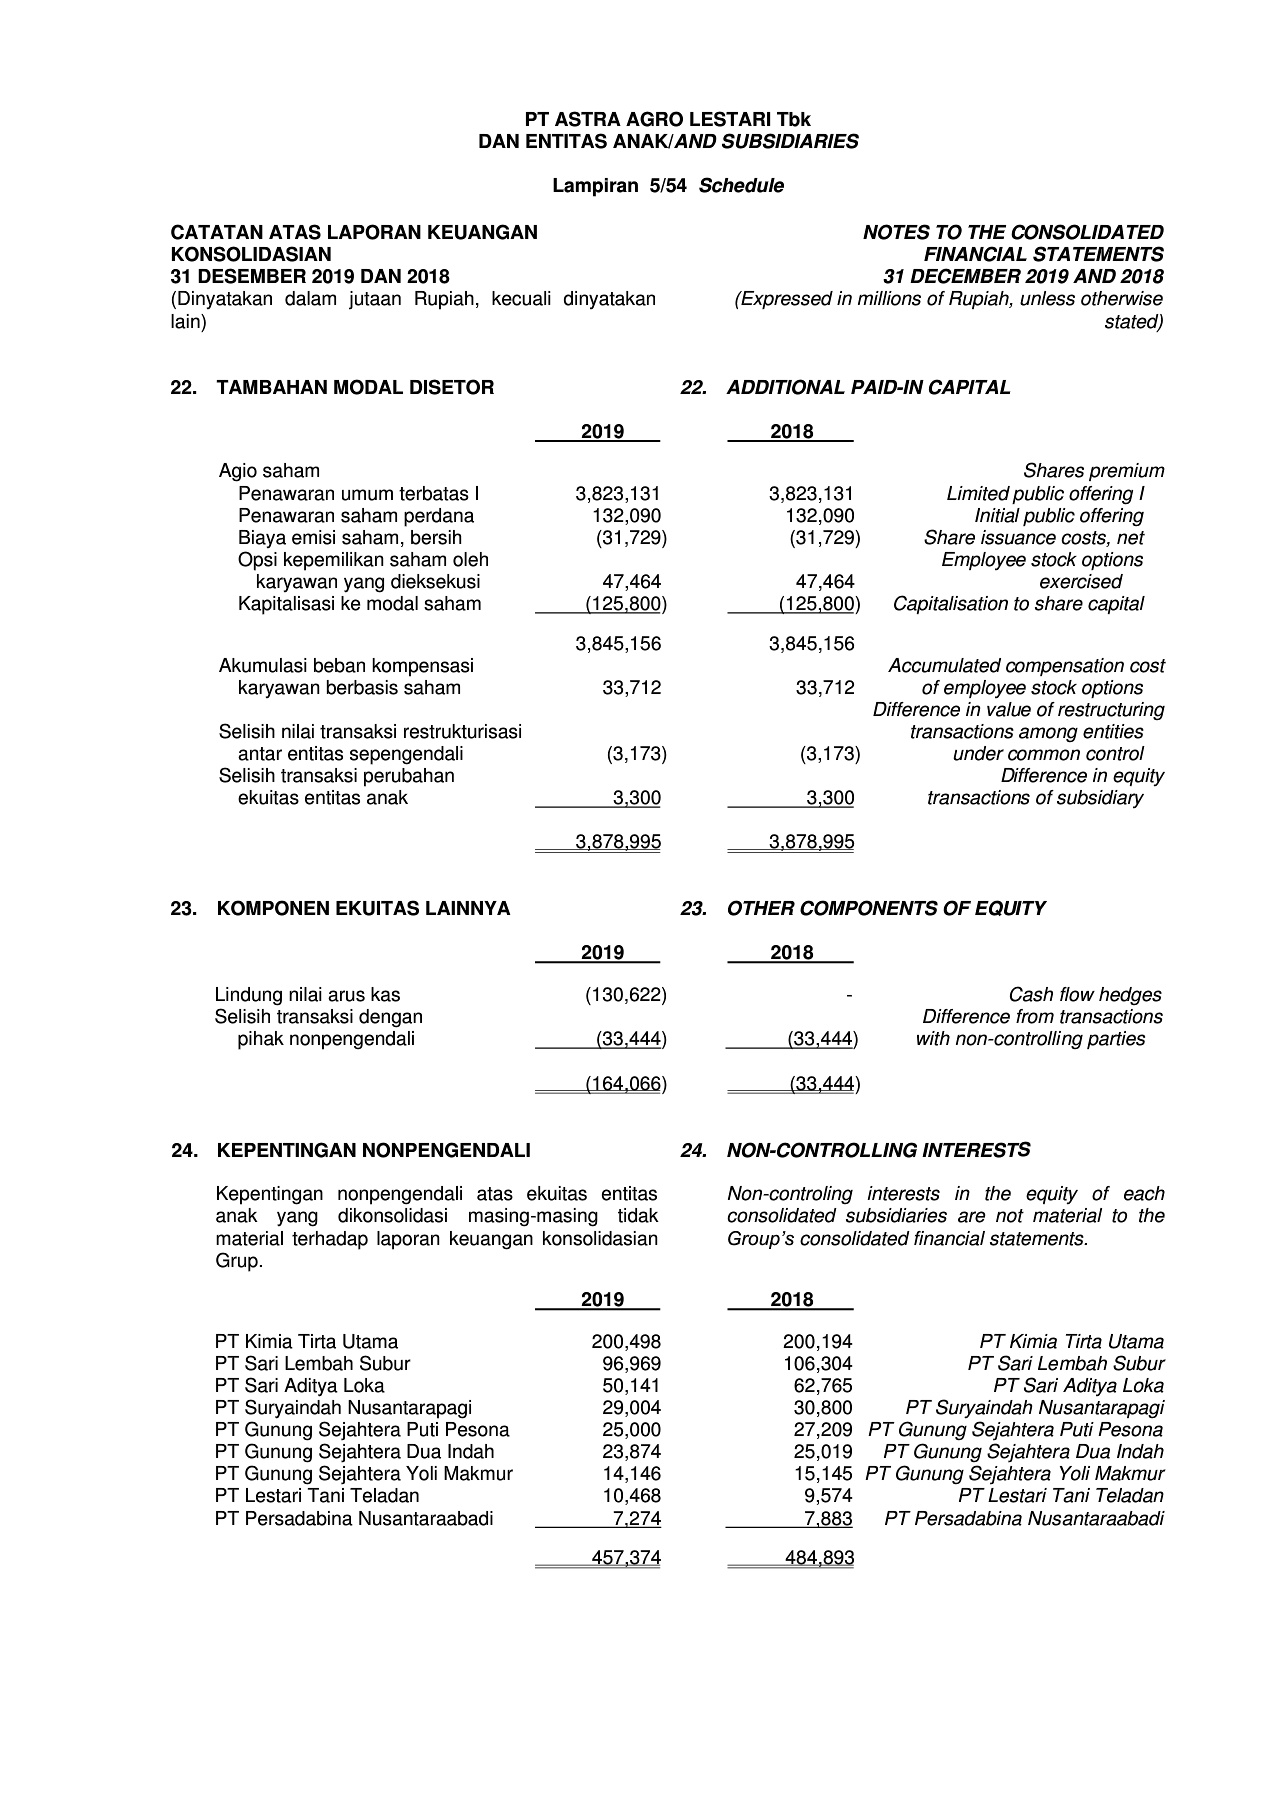 PT ASTRA AGRO LESTARI Tbk
DAN ENTITAS ANAK/AND SUBSIDIARIES
Lampiran 5/54 Schedule
CATATAN ATAS LAPORAN KEUANGAN
KONSOLIDASIAN
31 DESEMBER 2019 DAN 2018
(Dinyatakan dalam jutaan Rupiah, kecuali dinyatakan
lain)
NOTES TO THE CONSOLIDATED
FINANCIAL STATEMENTS
31 DECEMBER 2019 AND 2018
(Expressed in millions of Rupiah, unless otherwise
stated)
22. TAMBAHAN MODAL DISETOR 22. ADDITIONAL PAID-IN CAPITAL
2019 2018
Agio saham Shares premium
Penawaran umum terbatas I 3,823,131 3,823,131 Limited public offering I
Penawaran saham perdana 132,090 132,090 Initial public offering
Biaya emisi saham, bersih (31,729) (31,729) Share issuance costs, net
Opsi kepemilikan saham oleh Employee stock options
karyawan yang dieksekusi 47,464 47,464 exercised
Kapitalisasi ke modal saham (125,800) (125,800) Capitalisation to share capital
3,845,156 3,845,156
Akumulasi beban kompensasi Accumulated compensation cost
karyawan berbasis saham 33,712 33,712 of employee stock options
Difference in value of restructuring
Selisih nilai transaksi restrukturisasi transactions among entities
antar entitas sepengendali (3,173) (3,173) under common control
Selisih transaksi perubahan Difference in equity
ekuitas entitas anak 3,300 3,300 transactions of subsidiary
3,878,995 3,878,995
23. KOMPONEN EKUITAS LAINNYA 23. OTHER COMPONENTS OF EQUITY
2019 2018
Lindung nilai arus kas (130,622) - Cash flow hedges
Selisih transaksi dengan Difference from transactions
pihak nonpengendali (33,444) (33,444) with non-controlling parties
(164,066) (33,444)
24. KEPENTINGAN NONPENGENDALI 24. NON-CONTROLLING INTERESTS
Kepentingan nonpengendali atas ekuitas entitas
anak yang dikonsolidasi masing-masing tidak
material terhadap laporan keuangan konsolidasian
Grup.
Non-controling interests in the equity of each
consolidated subsidiaries are not material to the
Group's consolidated financial statements.
2019 2018
PT Kimia Tirta Utama 200,498 200,194 PT Kimia Tirta Utama
PT Sari Lembah Subur 96,969 106,304 PT Sari Lembah Subur
PT Sari Aditya Loka 50,141 62,765 PT Sari Aditya Loka
PT Suryaindah Nusantarapagi 29,004 30,800 PT Suryaindah Nusantarapagi
PT Gunung Sejahtera Puti Pesona 25,000 27,209 PT Gunung Sejahtera Puti Pesona
PT Gunung Sejahtera Dua Indah 23,874 25,019 PT Gunung Sejahtera Dua Indah
PT Gunung Sejahtera Yoli Makmur 14,146 15,145 PT Gunung Sejahtera Yoli Makmur
PT Lestari Tani Teladan 10,468 9,574 PT Lestari Tani Teladan
PT Persadabina Nusantaraabadi 7,274 7,883 PT Persadabina Nusantaraabadi
457,374 484,893